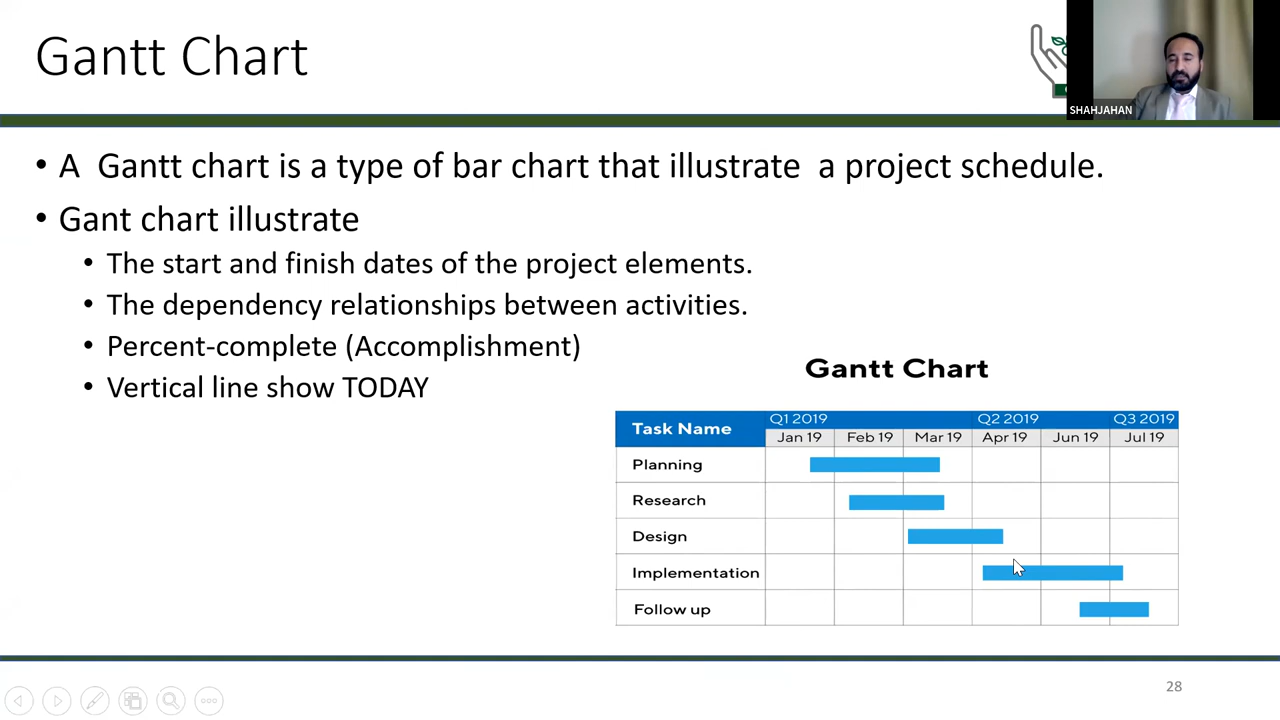 Gantt Chart
SHAHJAHAN
• A Gantt chart is a type of bar chart that illustrate a project schedule.
• Gant chart illustrate
• The start and finish dates of the project elements.
• The dependency relationships between activities.
• Percent-complete (Accomplishment)
• Vertical line show TODAY
Gantt Chart
Task Name Q1 2019 Q2 2019 Q3 2019
Jan 19 Feb 19 Mar 19 Apr 19 Jun 19 Jul 19
Planning
Research
Design
Implementation
Follow up
28